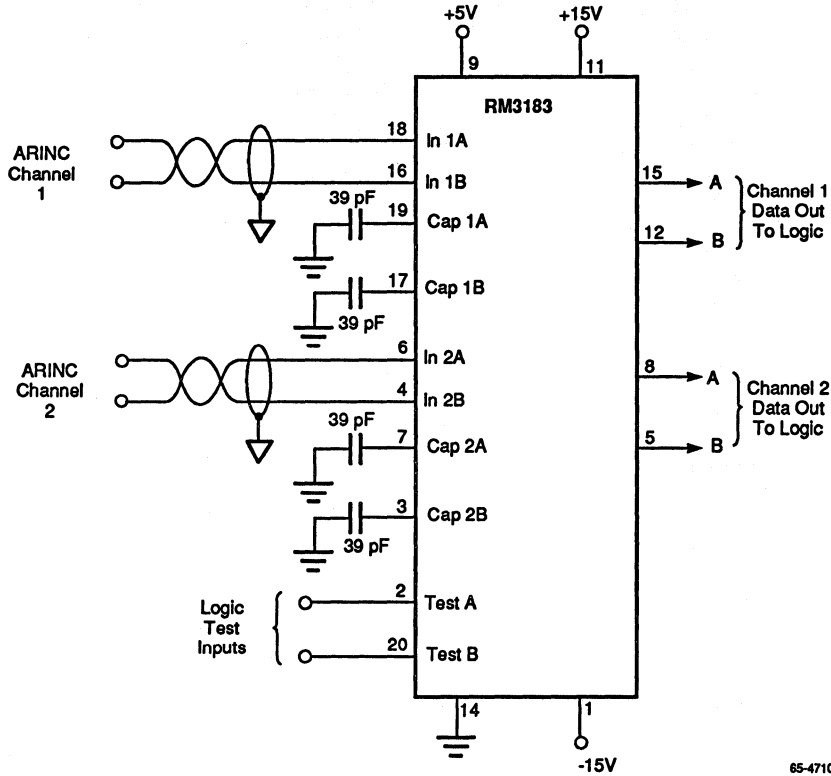 +5V
+15V
9
11
RM3183
ARINC
Channel
1
18
In 1A
16
In 1B
39 pF
19
Cap 1A
17
Cap 1B
39 pF
15
A
12
B
Channel 1
Data Out
To Logic
ARINC
Channel
2
6
In 2A
4
In 2B
39 pF
7
Cap 2A
3
Cap 2B
39 pF
8
A
5
B
Channel 2
Data Out
To Logic
Logic
Test
Inputs
2
Test A
20
Test B
14
1
-15V
65-4710